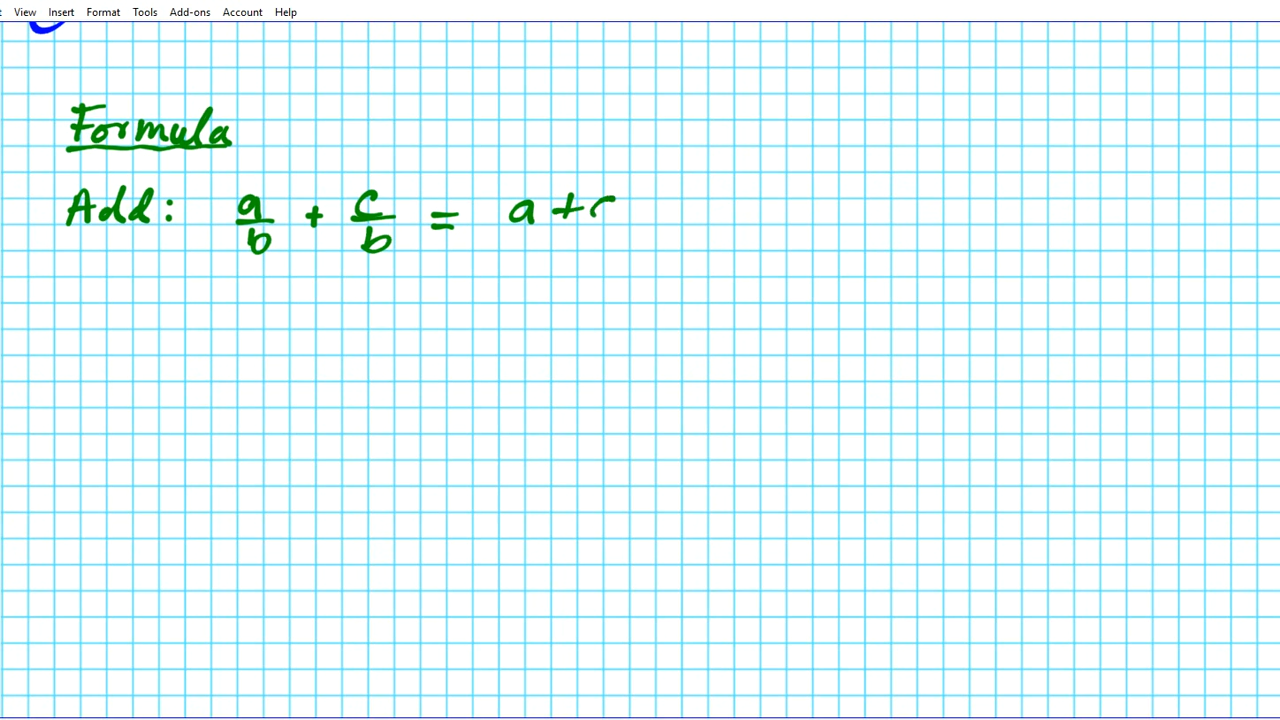 View Insert Format Tools Add-ons Account Help
Formula
Add: a/b + c/b = a + c